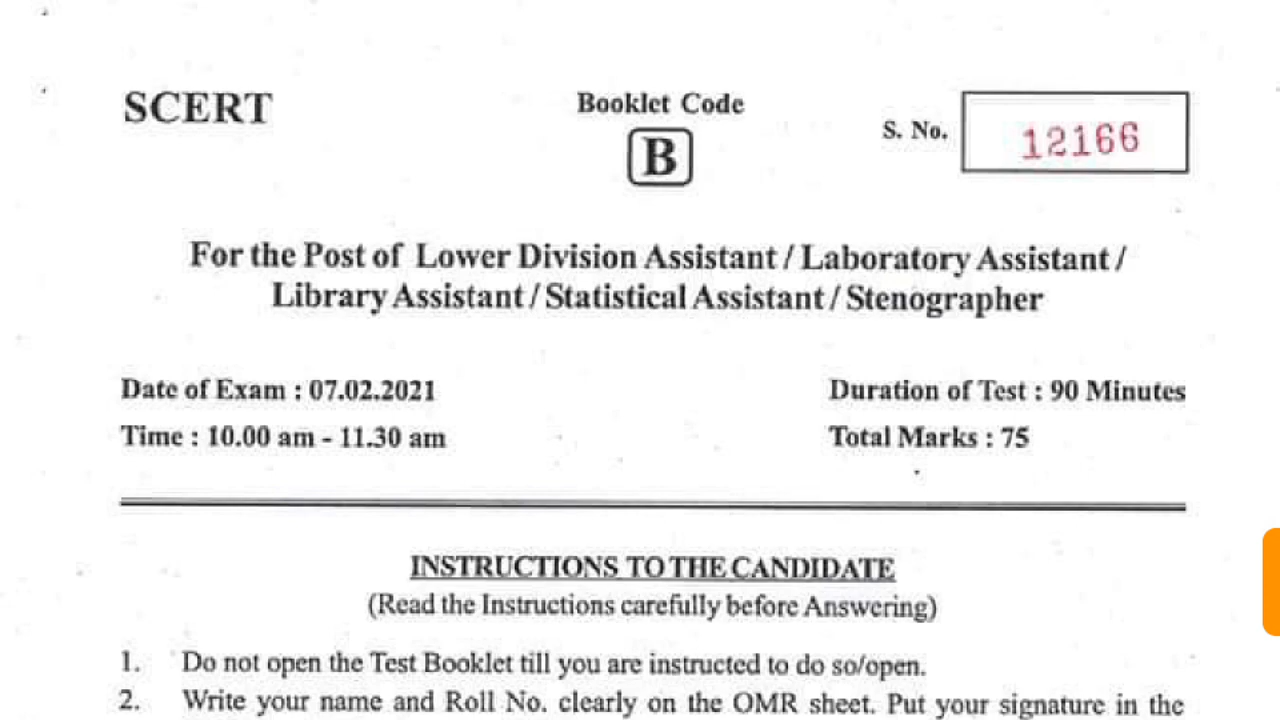 SCERT
Booklet Code
B
S. No.
12166
For the Post of Lower Division Assistant / Laboratory Assistant /
Library Assistant / Statistical Assistant / Stenographer
Date of Exam : 07.02.2021
Duration of Test : 90 Minutes
Time : 10.00 am - 11.30 am
Total Marks : 75
INSTRUCTIONS TO THE CANDIDATE
(Read the Instructions carefully before Answering)
1. Do not open the Test Booklet till you are instructed to do so/open.
2. Write your name and Roll No. clearly on the OMR sheet. Put your signature in the